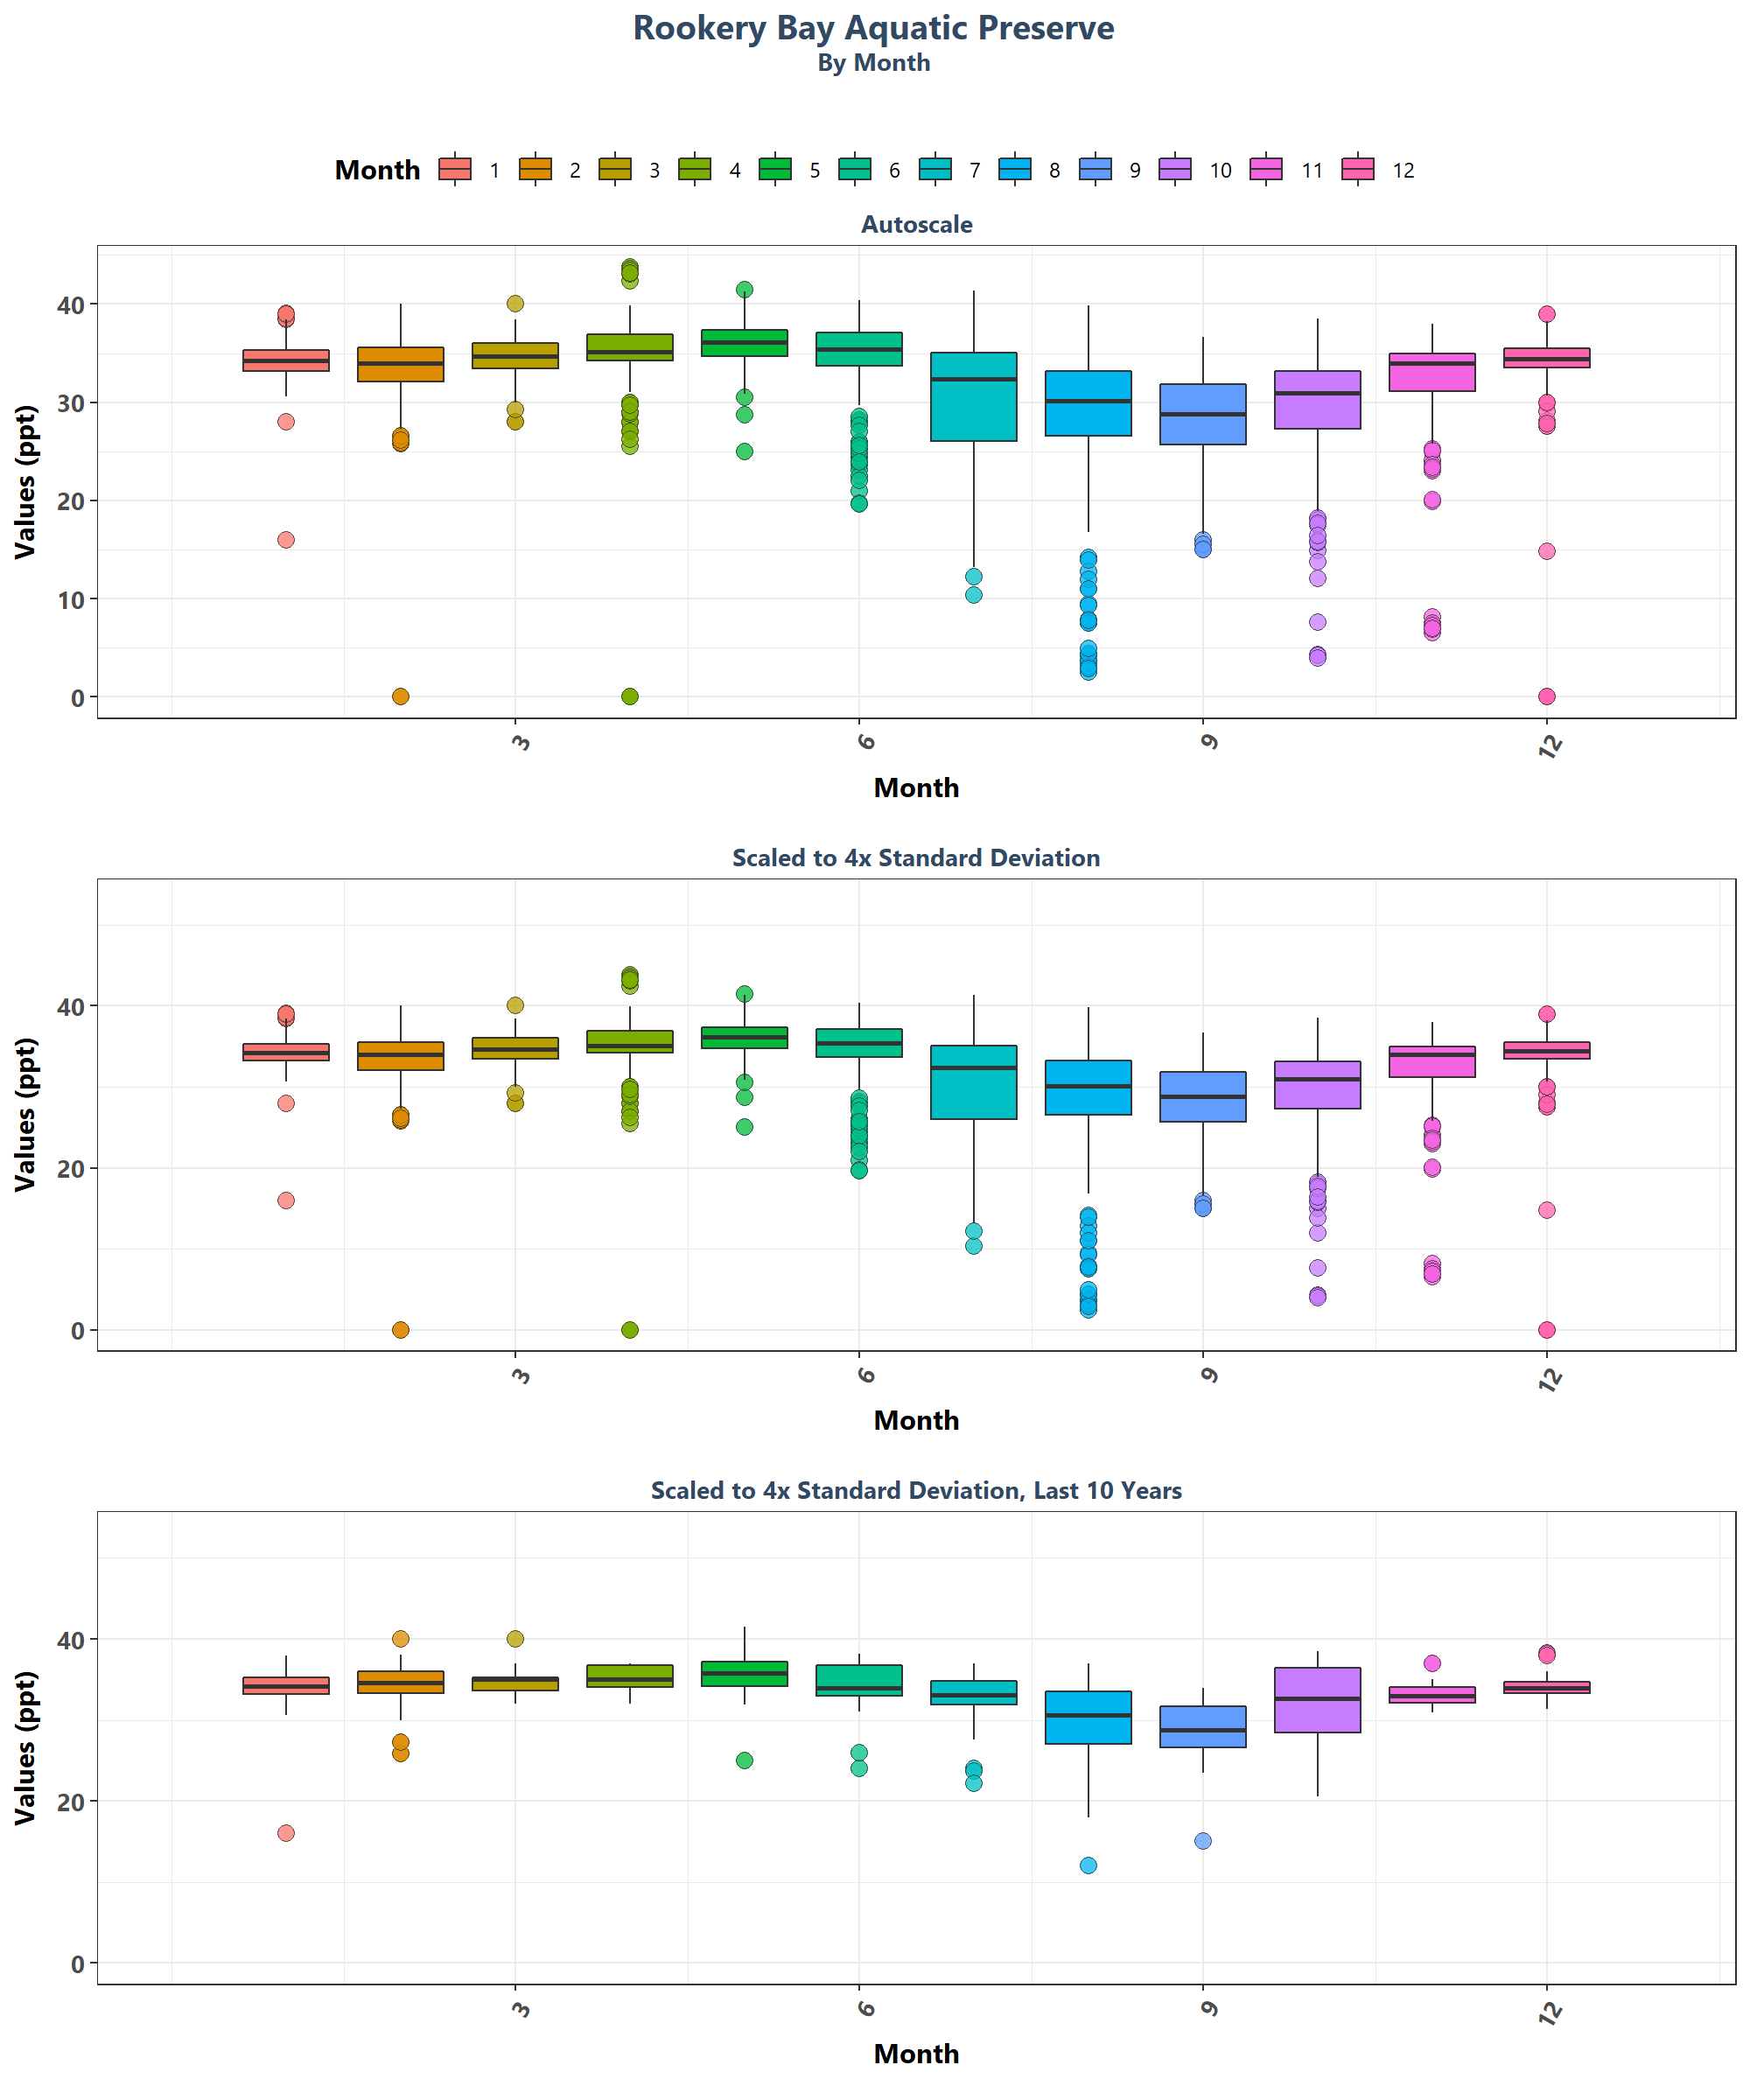 Rookery Bay Aquatic Preserve
By Month
Month 1 2 3 4 5 6 7 8 9 10 11 12
Autoscale
Values (ppt)
40
30
20
10
0
3 6 9 12
Month
Scaled to 4x Standard Deviation
Values (ppt)
40
20
0
3 6 9 12
Month
Scaled to 4x Standard Deviation, Last 10 Years
Values (ppt)
40
20
0
3 6 9 12
Month